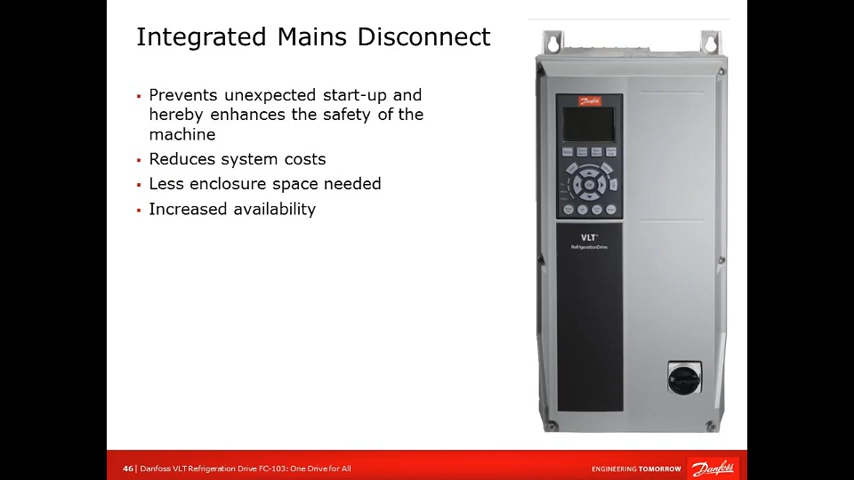 Integrated Mains Disconnect
▪ Prevents unexpected start-up and
hereby enhances the safety of the
machine
▪ Reduces system costs
▪ Less enclosure space needed
▪ Increased availability
Danfoss
VLT
RefrigerationDrive
46 | Danfoss VLT Refrigeration Drive FC-103: One Drive for All
ENGINEERING TOMORROW
Danfoss